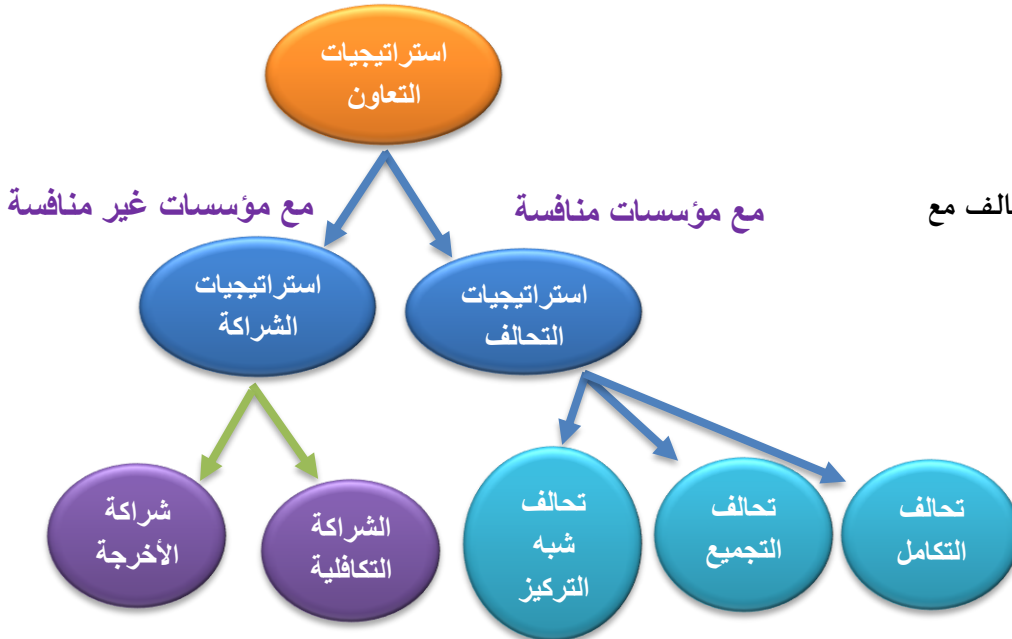 استراتيجيات
التعاون
مع مؤسسات منافسة
مع مؤسسات غير منافسة
استراتيجيات
التحالف
استراتيجيات
الشراكة
تحالف
التكامل
تحالف
التجميع
تحالف
شبه
التركيز
الشراكة
التكافلية
شراكة
الأخرجة
مع